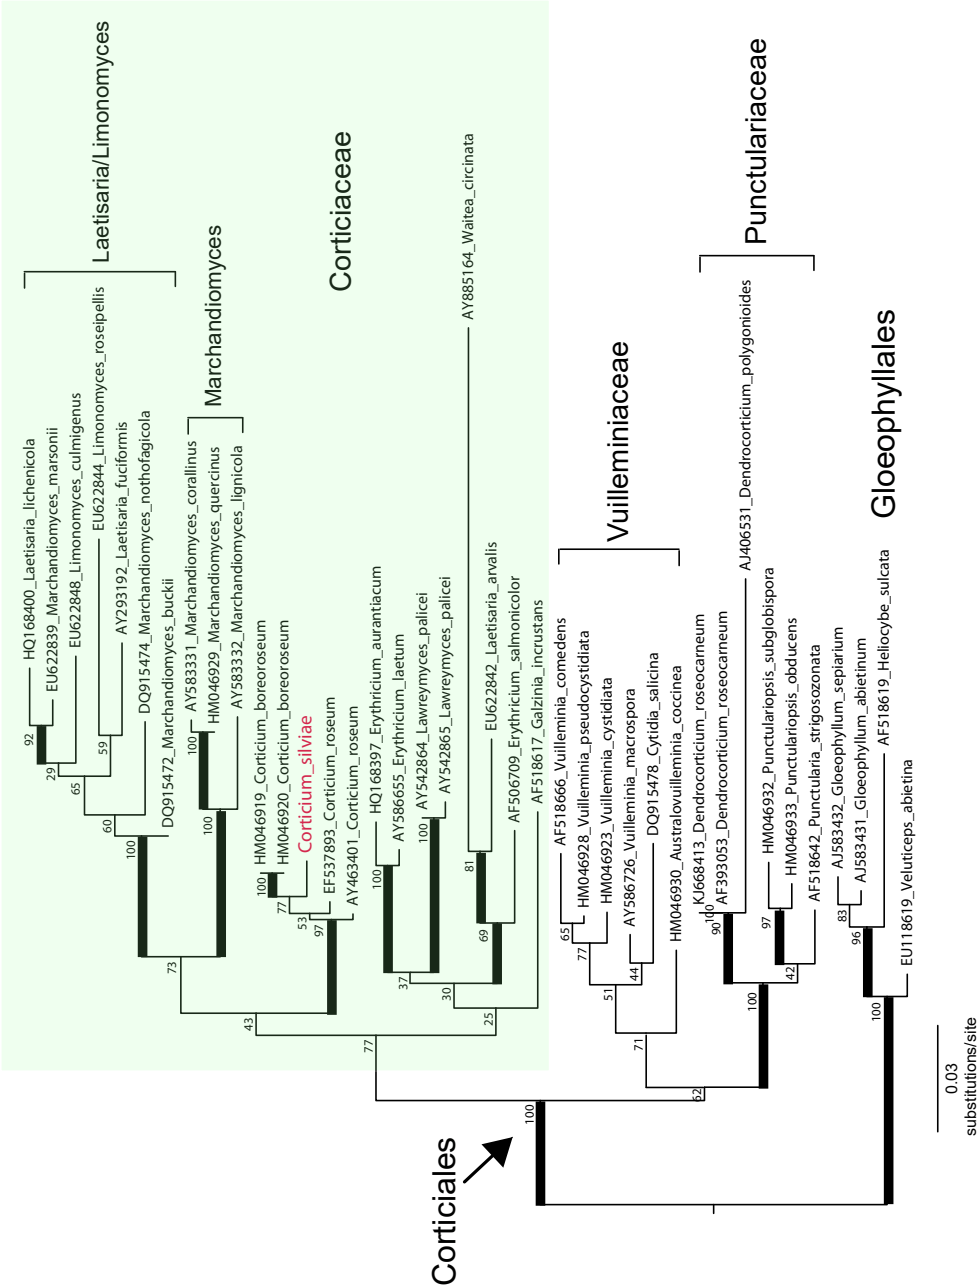 Laetisaria/Limonomyces
HQ168400_Laetisaria_lichenicola
EU622839_Marchandiomyces_marsonii
EU622848_Limonomyces_culmigenus
EU622844_Limonomyces_roseipellis
AY293192_Laetisaria_fuciformis
DQ915474_Marchandiomyces_nothofagicola
DQ915472_Marchandiomyces_buckii
92
29
65
59
60
100
Marchandiomyces
AY583331_Marchandiomyces_corallinus
HM046929_Marchandiomyces_quercinus
AY583332_Marchandiomyces_lignicola
100
100
73
Corticiaceae
HM046919_Corticium_boreoroseum
HM046920_Corticium_boreoroseum
Corticium_silviae
EF537893_Corticium_roseum
AY463401_Corticium_roseum
100
77
53
97
43
HQ168397_Erythricium_aurantiacum
AY586655_Erythricium_laetum
AY542864_Lawreymyces_palicei
AY542865_Lawreymyces_palicei
100
100
37
30
AY885164_Waitea_circinata
EU622842_Laetisaria_arvalis
AF506709_Erythricium_salmonicolor
AF518617_Galzinia_incrustans
81
69
25
77
Vuilleminiaceae
AF518666_Vuilleminia_comedens
HM046928_Vuilleminia_pseudocystidiata
HM046923_Vuilleminia_cystidiata
AY586726_Vuilleminia_macrospora
DQ915478_Cytidia_salicina
HM046930_Australovuilleminia_coccinea
65
77
44
51
71
62
Punctulariaceae
KJ668413_Dendrocorticium_roseocarneum
AF393053_Dendrocorticium_roseocarneum
AJ406531_Dendrocorticium_polygonioides
HM046932_Punctulariopsis_subglobispora
HM046933_Punctulariopsis_obducens
AF518642_Punctularia_strigosozonata
100
90
97
42
100
Gloeophyllales
AJ583432_Gloeophyllum_sepiarium
AJ583431_Gloeophyllum_abietinum
AF518619_Heliocybe_sulcata
EU118619_Veluticeps_abietina
83
96
100
Corticiales
100
0.03
substitutions/site